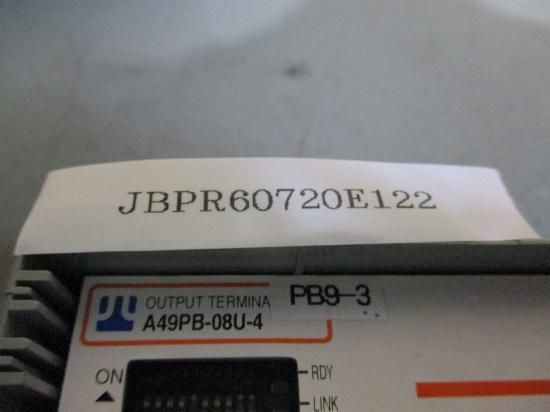 JBPR60720E122
OUTPUT TERMINA
PB9-3
A49PB-08U-4
ON
RDY
LINK